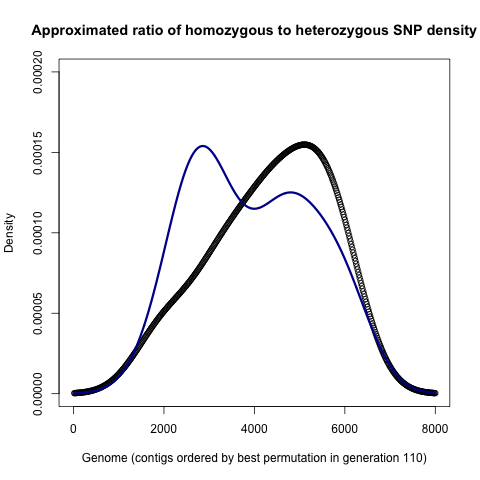 Approximated ratio of homozygous to heterozygous SNP density
0.00020
0.00015
0.00010
0.00005
0.00000
Density
0 2000 4000 6000 8000
Genome (contigs ordered by best permutation in generation 110)